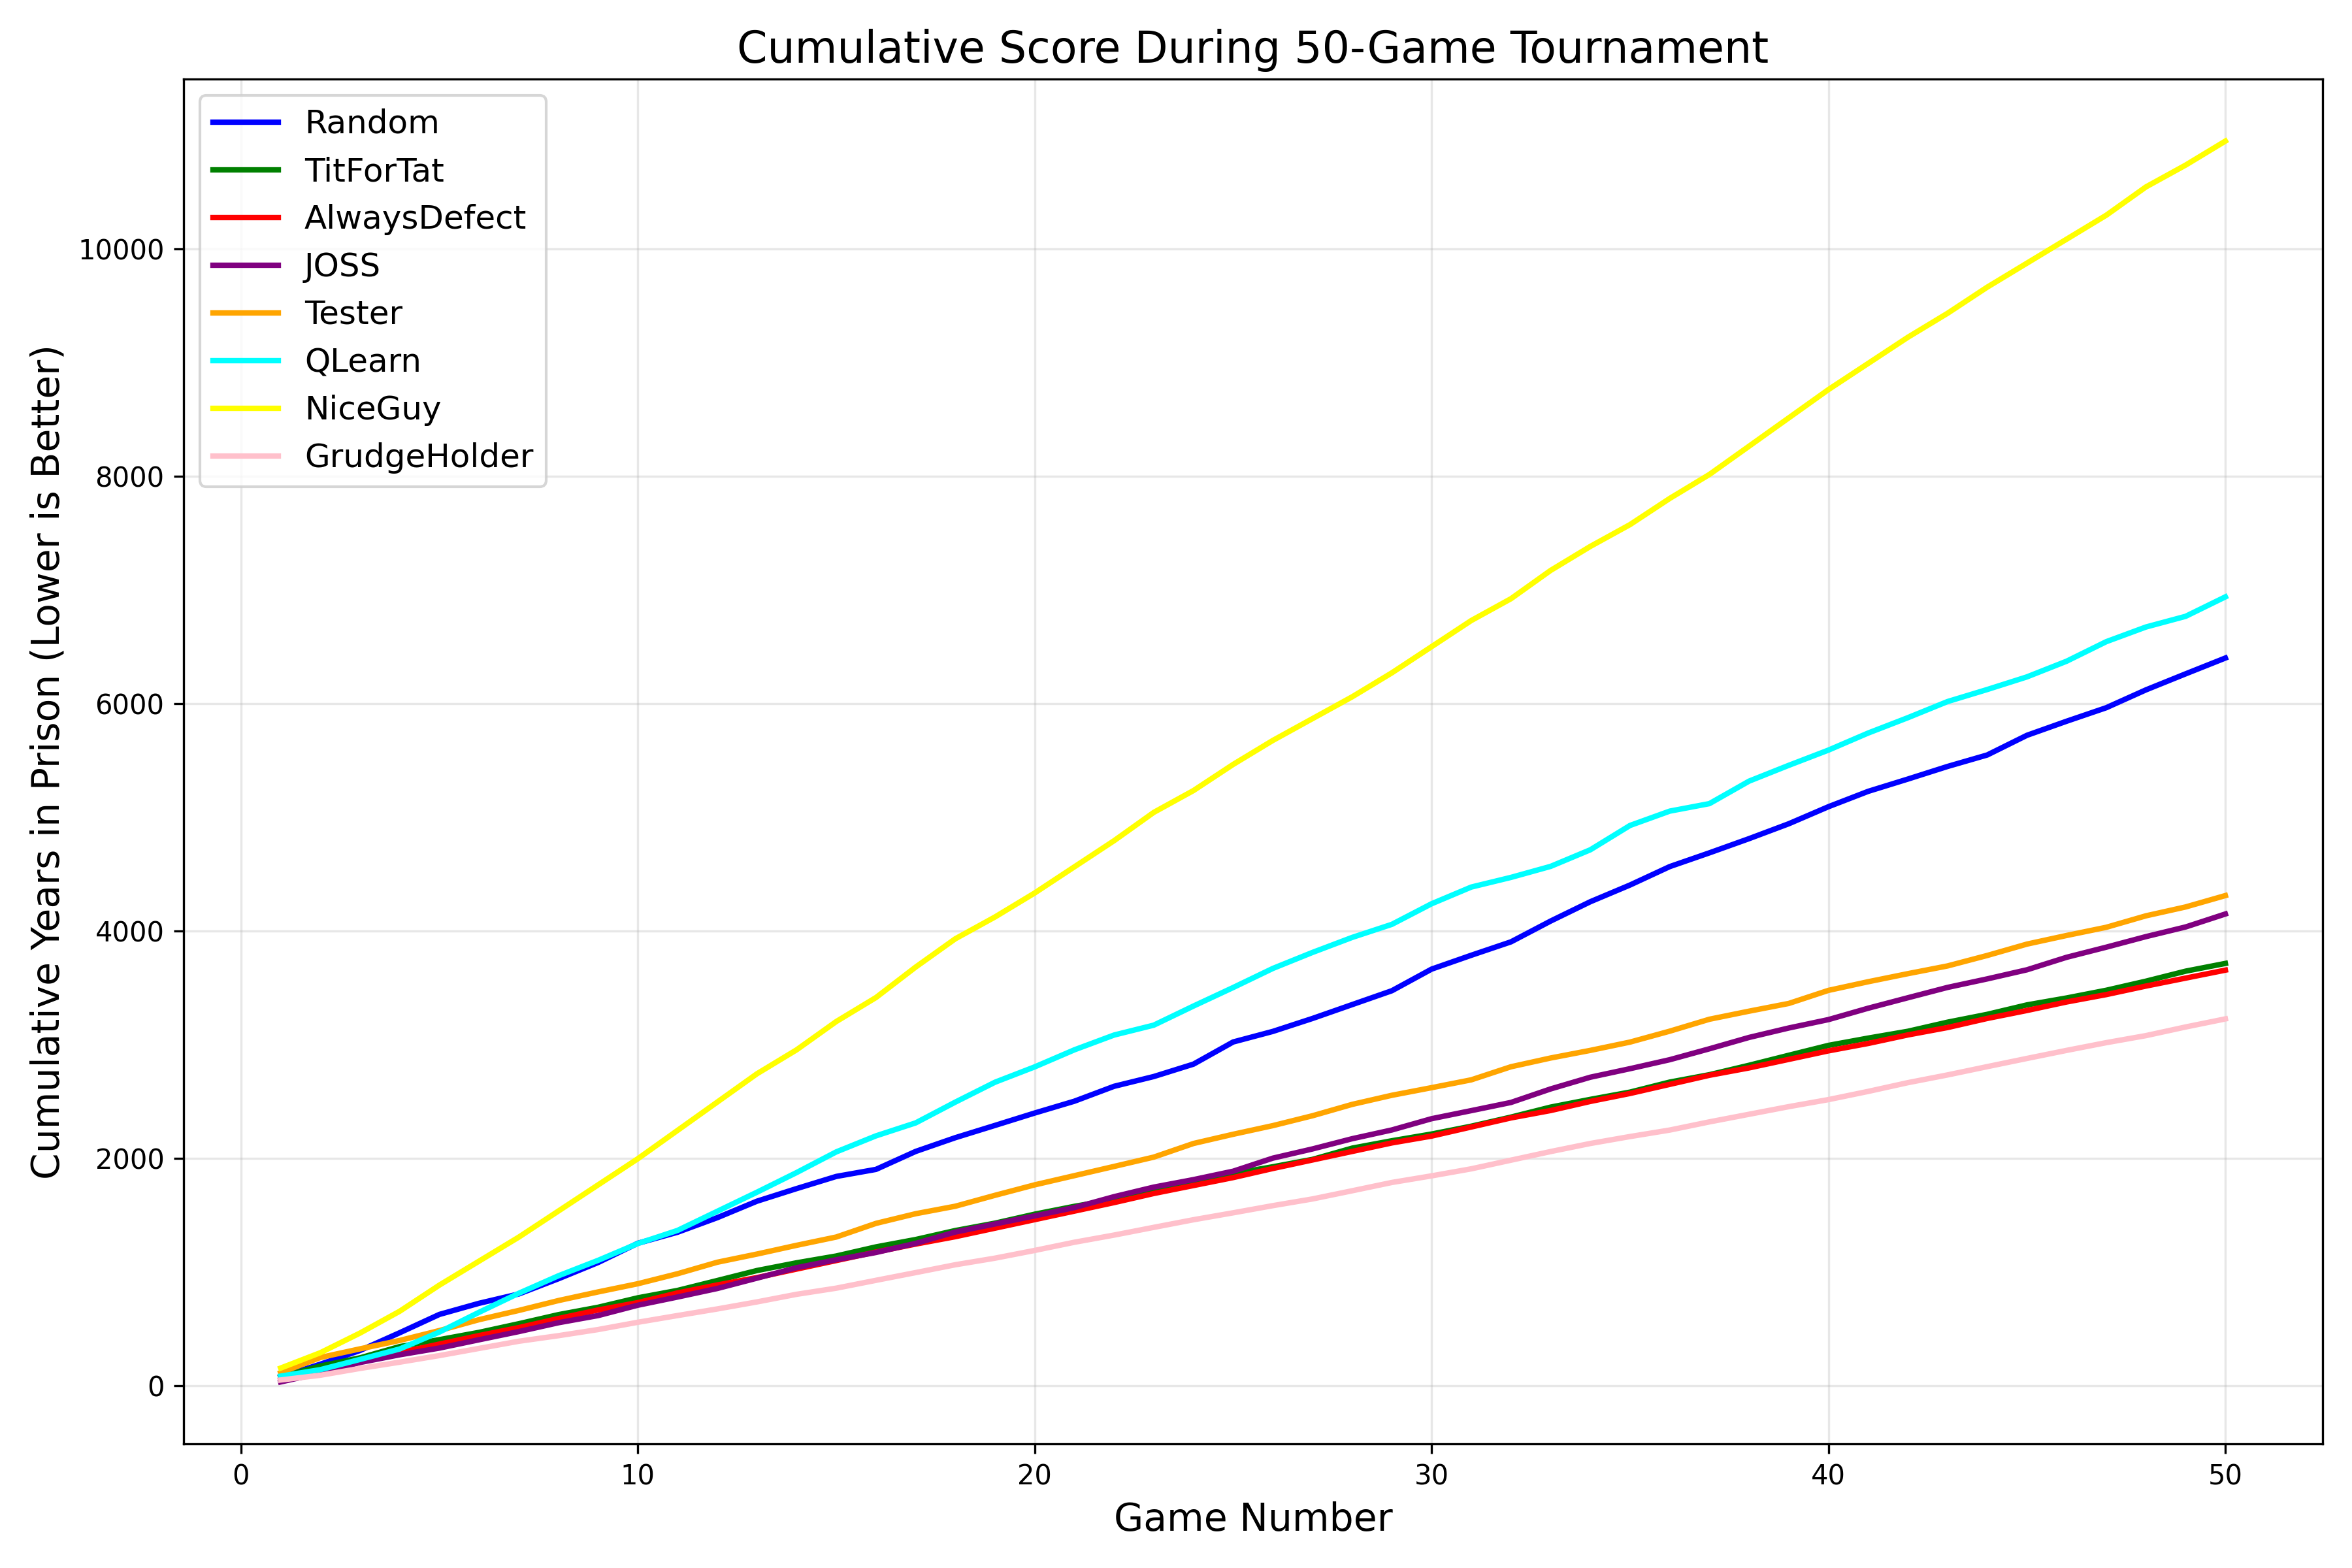 Cumulative Score During 50-Game Tournament
Random
TitForTat
AlwaysDefect
JOSS
Tester
QLearn
NiceGuy
GrudgeHolder
Cumulative Years in Prison (Lower is Better)
10000
8000
6000
4000
2000
0
0 10 20 30 40 50
Game Number